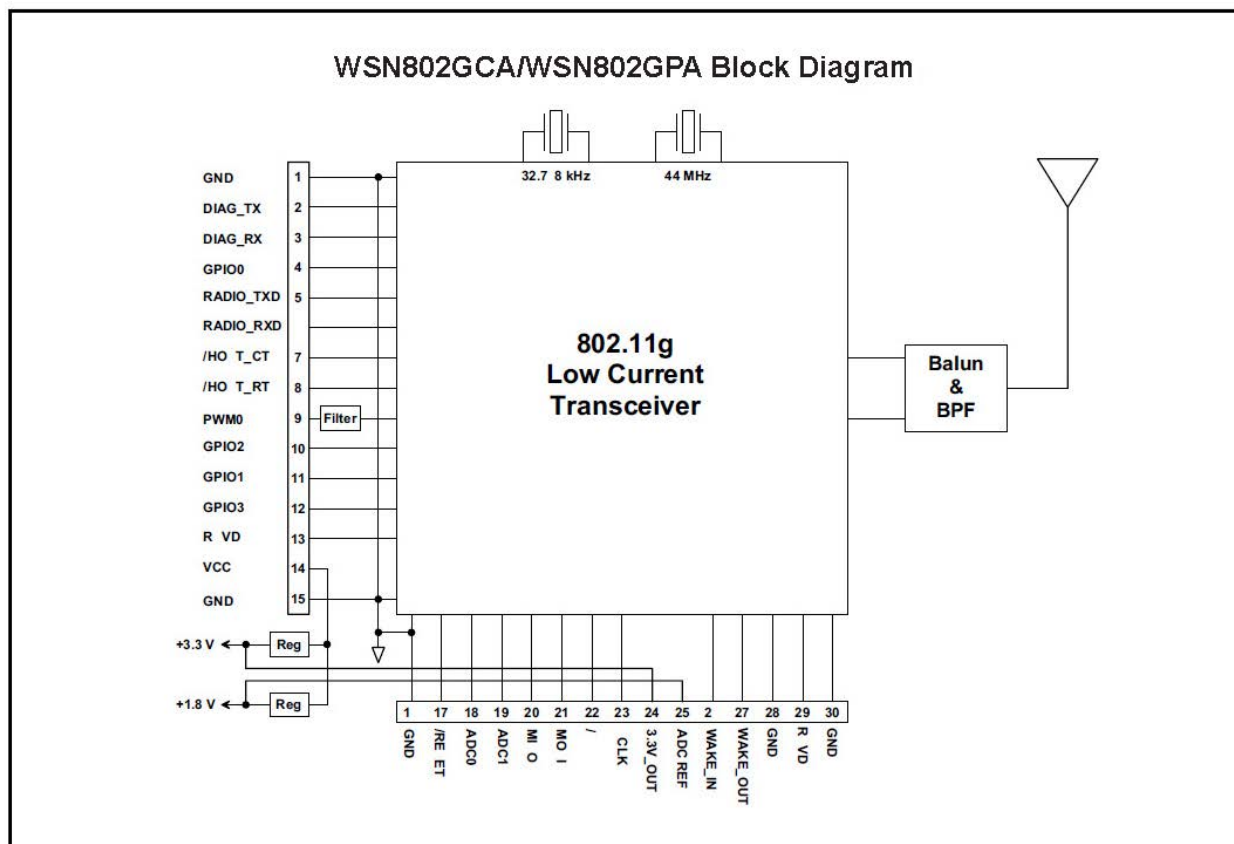 WSN802GCA/WSN802GPA Block Diagram
32.7 8 kHz
44 MHz
GND 1
DIAG_TX 2
DIAG_RX 3
GPIO0 4
RADIO_TXD 5
RADIO_RXD
/HO T_CT 7
/HO T_RT 8
PWM0 9 Filter
GPIO2 10
GPIO1 11
GPIO3 12
R VD 13
VCC 14
GND 15
802.11g
Low Current
Transceiver
Balun
&
BPF
+3.3 V Reg
+1.8 V Reg
1 17 18 19 20 21 22 23 24 25 2 27 28 29 30
GND
/RE ET
ADC0
ADC1
MI O
MO I
/
CLK
3.3V_OUT
ADC REF
WAKE_IN
WAKE_OUT
GND
R VD
GND